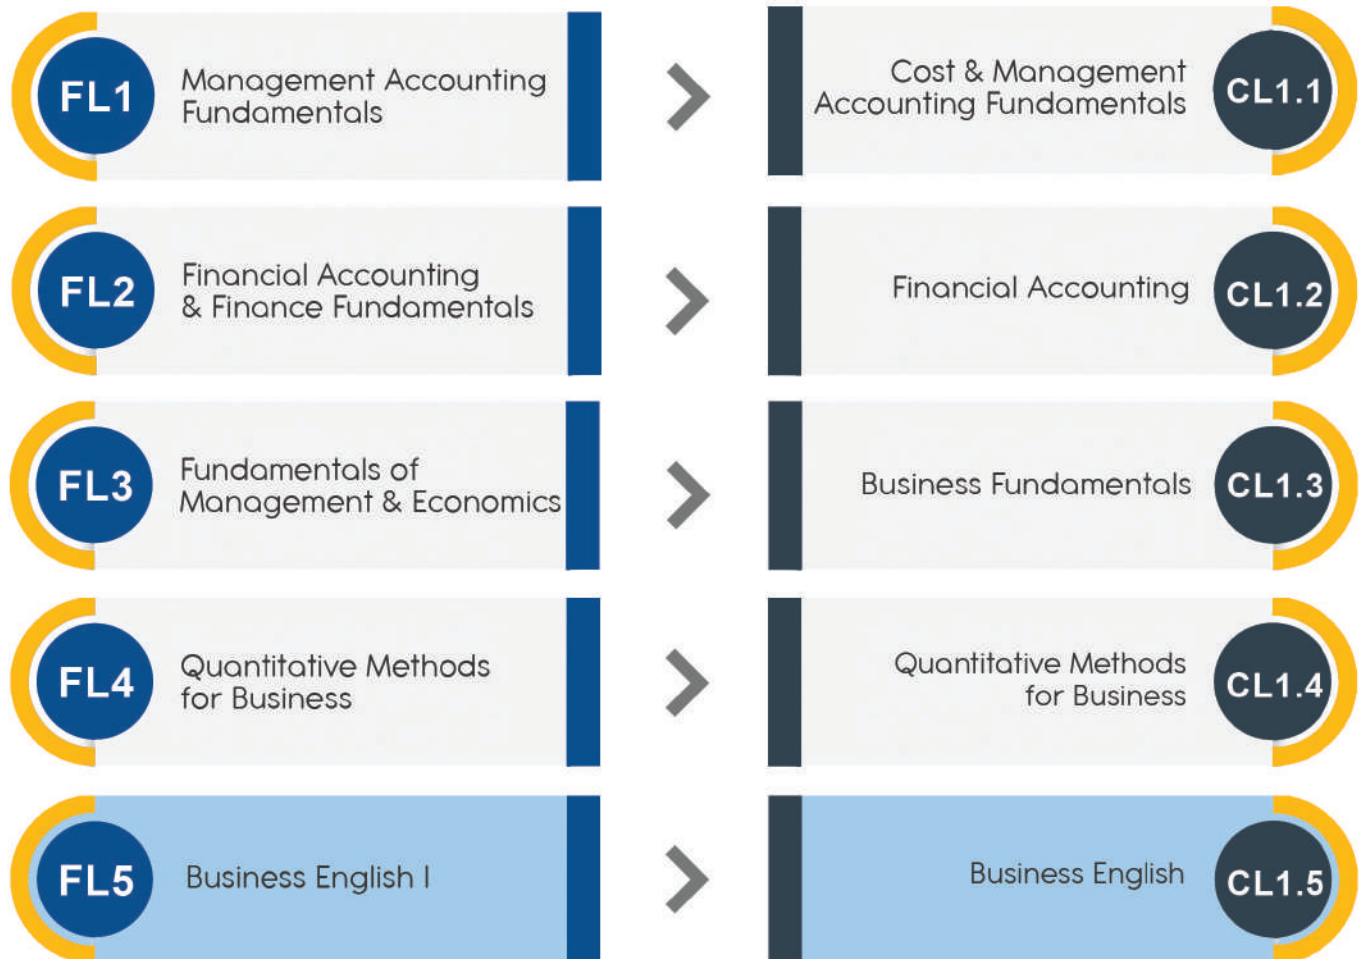 FL1
Management Accounting
Fundamentals
Cost & Management
Accounting Fundamentals
CL1.1
FL2
Financial Accounting
& Finance Fundamentals
Financial Accounting
CL1.2
FL3
Fundamentals of
Management & Economics
Business Fundamentals
CL1.3
FL4
Quantitative Methods
for Business
Quantitative Methods
for Business
CL1.4
FL5
Business English I
Business English
CL1.5